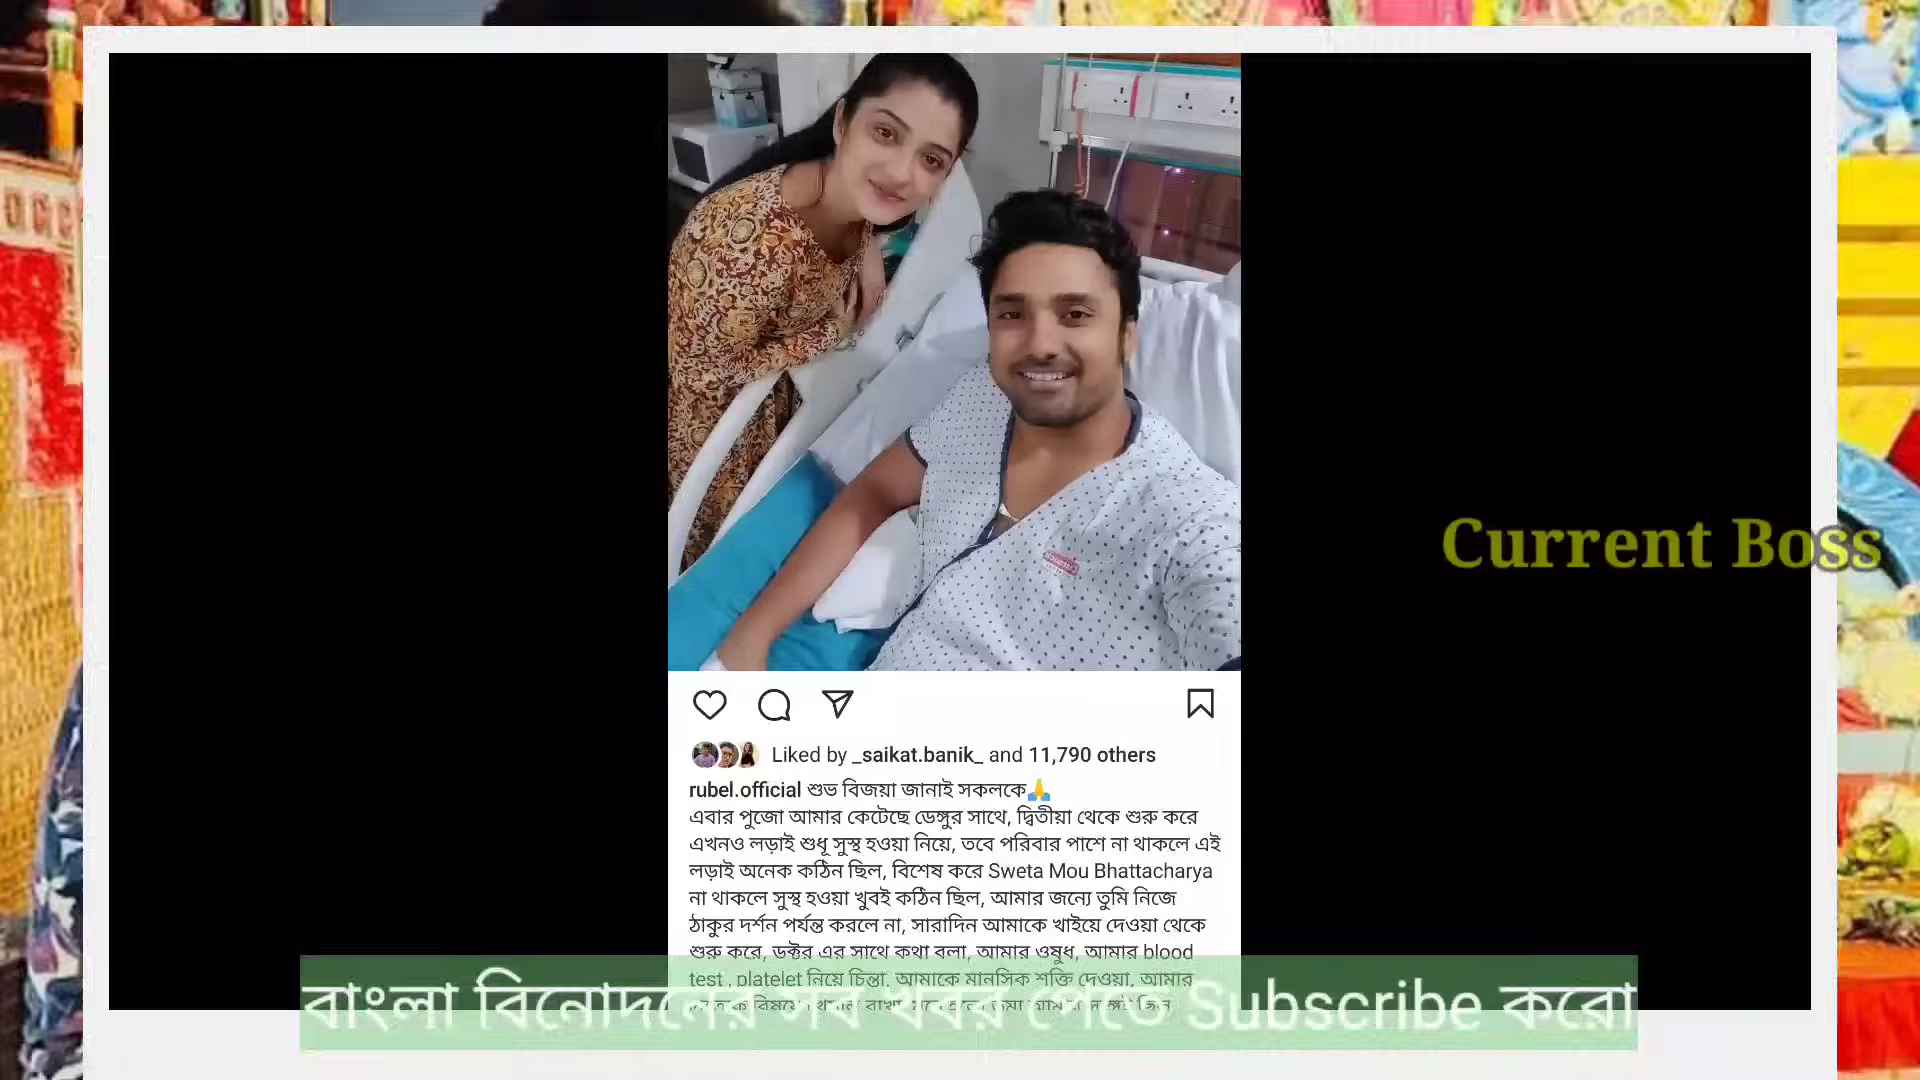 Current Boss
Liked by _saikat.banik_ and 11,790 others
rubel.official শুভ বিজয়া জানাই সকলকে🙏
এবার পুজো আমার কেটেছে ডেঙ্গুর সাথে, দ্বিতীয়া থেকে শুরু করে
এখনও লড়াই শুধু সুস্থ হওয়া নিয়ে, তবে পরিবার পাশে না থাকলে এই
লড়াই অনেক কঠিন ছিল, বিশেষ করে Sweta Mou Bhattacharya
না থাকলে সুস্থ হওয়া খুবই কঠিন ছিল, আমার জন্যে তুমি নিজে
ঠাকুর দর্শন পর্যন্ত করলে না, সারাদিন আমাকে খাইয়ে দেওয়া থেকে
শুরু করে, ডক্টর এর সাথে কথা বলা, আমার ওষুধ, আমার blood
test , platelet নিয়ে চিন্তা, আমাকে মানসিক শক্তি দেওয়া, আমার
বাংলা বিনোদনের সব খবর পেতে Subscribe করো